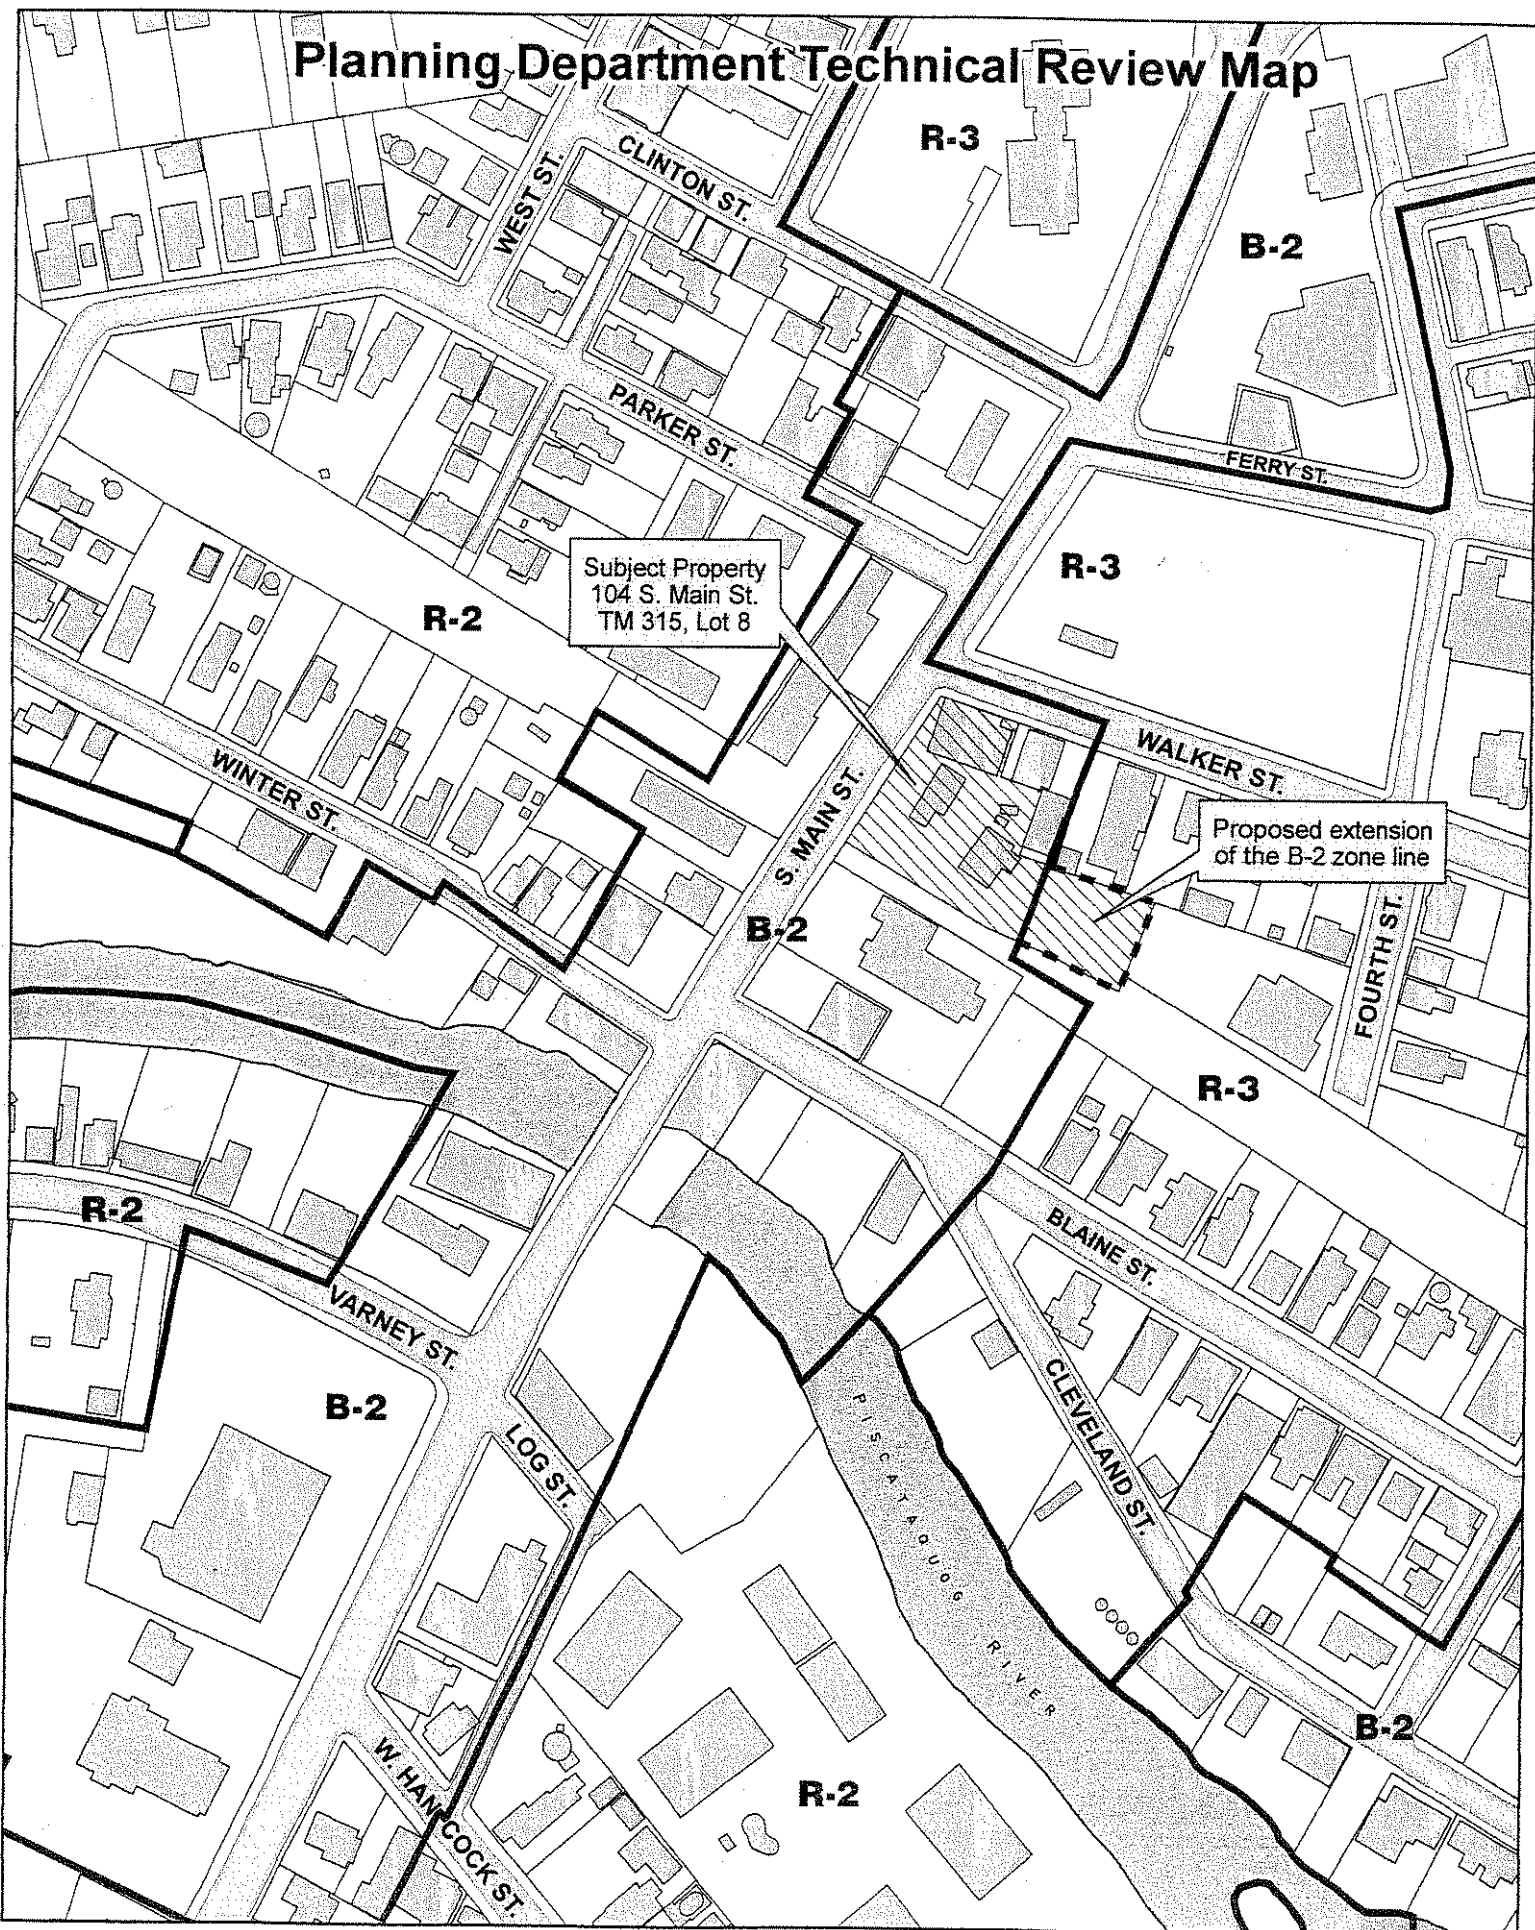 Planning Department Technical Review Map
R-3
CLINTON ST.
WEST ST.
B-2
PARKER ST.
FERRY ST.
Subject Property
104 S. Main St.
TM 315, Lot 8
R-3
R-2
WALKER ST.
WINTER ST.
S. MAIN ST.
Proposed extension
of the B-2 zone line
B-2
FOURTH ST.
R-3
R-2
BLAINE ST.
VARNEY ST.
B-2
CLEVELAND ST.
LOG ST.
PISCATAQUOG RIVER
B-2
R-2
W. HANCOCK ST.